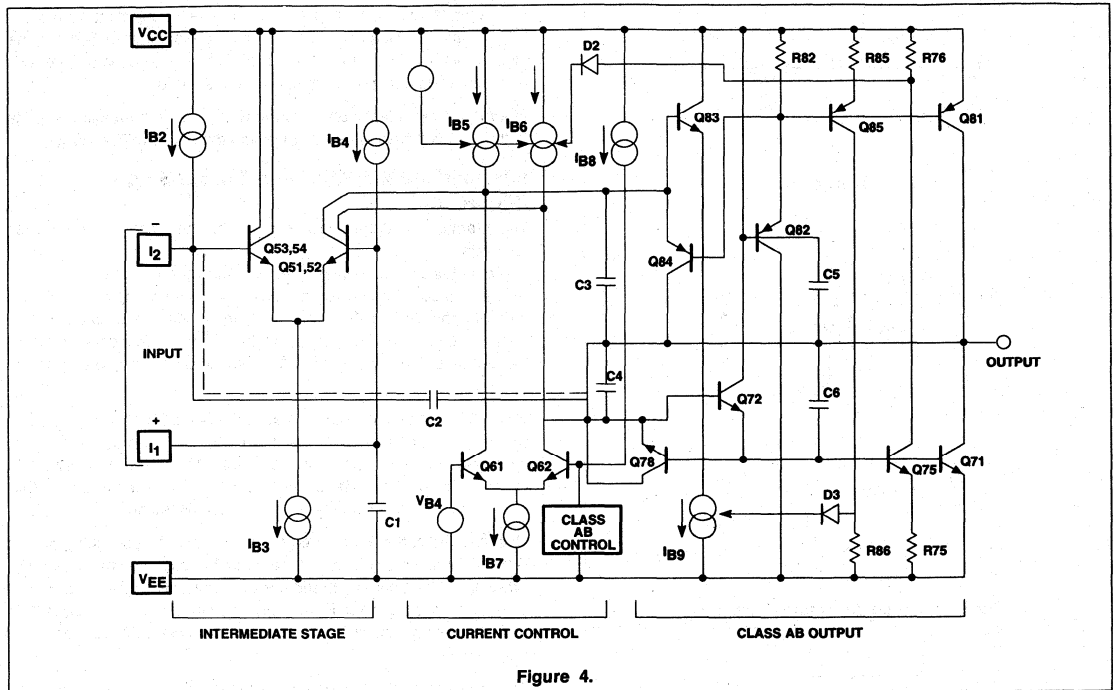 VCC
D2
R82
R85
R76
IB2
IB4
IB5
IB6
IB8
Q83
Q85
Q81
−
I2
Q53,54
Q51,52
Q84
Q82
C3
C5
INPUT
OUTPUT
C4
C2
Q72
C6
+
I1
Q61
Q62
Q78
Q75
Q71
VB4
C1
CLASS
AB
CONTROL
D3
IB3
IB7
IB9
R86
R75
VEE
INTERMEDIATE STAGE
CURRENT CONTROL
CLASS AB OUTPUT
Figure 4.